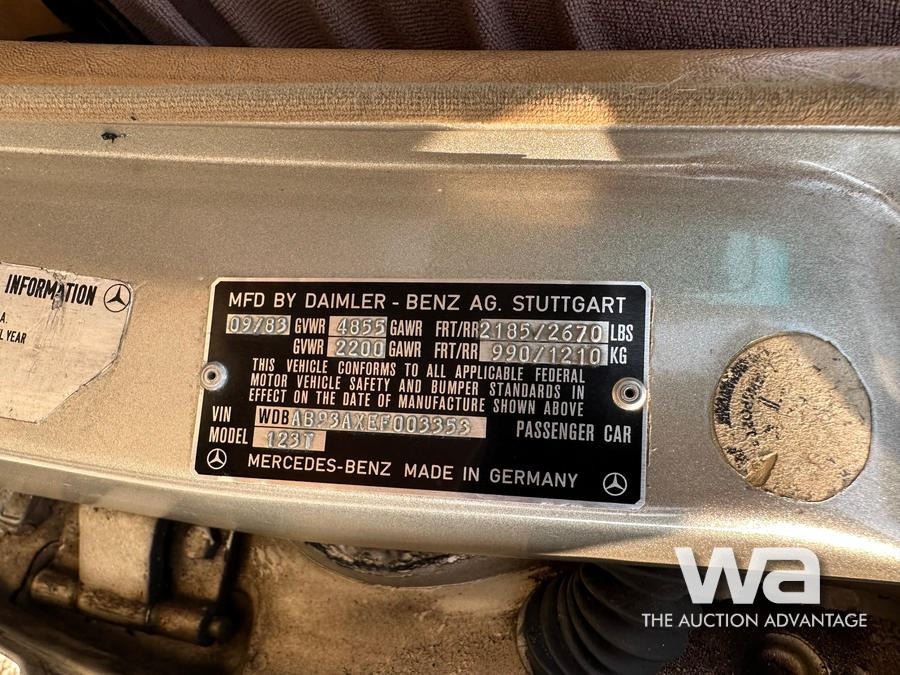 INFORMATION
A.
L YEAR
MFD BY DAIMLER - BENZ AG. STUTTGART
09/83 GVWR 4855 GAWR FRT/RR 2185/2670 LBS
GVWR 2200 GAWR FRT/RR 990/1210 KG
THIS VEHICLE CONFORMS TO ALL APPLICABLE FEDERAL
MOTOR VEHICLE SAFETY AND BUMPER STANDARDS IN
EFFECT ON THE DATE OF MANUFACTURE SHOWN ABOVE
VIN WDBAB93AXEF003353 PASSENGER CAR
MODEL 123T
MERCEDES-BENZ MADE IN GERMANY
wa
THE AUCTION ADVANTAGE